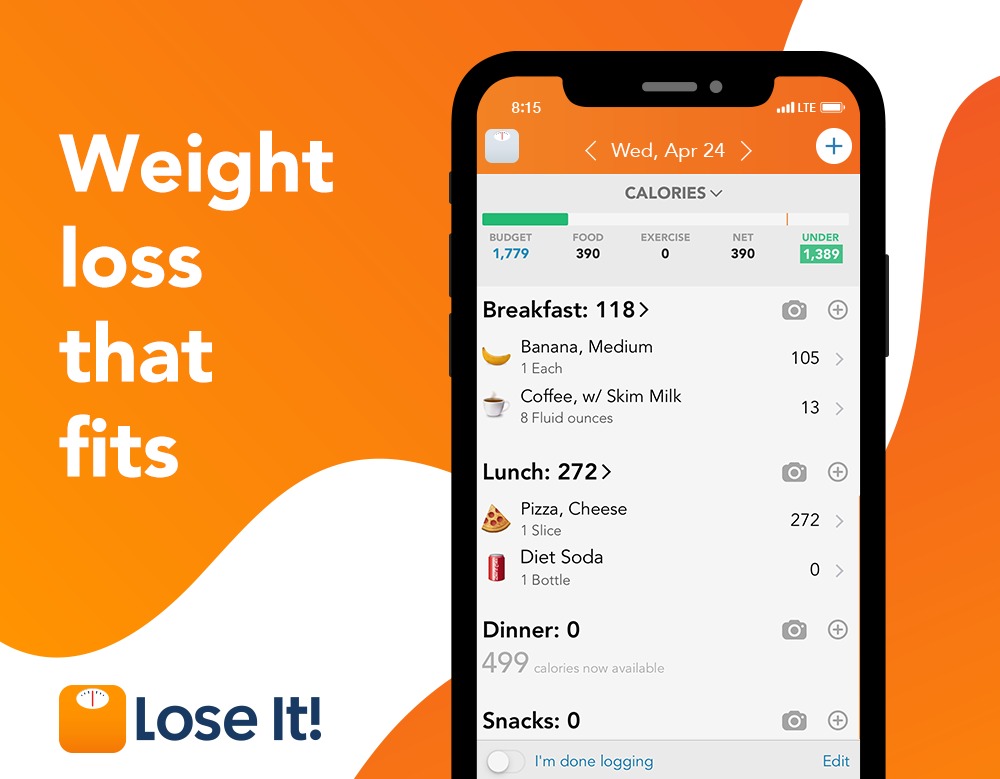 Weight
loss
that
fits
Lose It!
8:15
LTE
Wed, Apr 24
CALORIES
BUDGET FOOD EXERCISE NET UNDER
1,779 390 0 390 1,389
Breakfast: 118
Banana, Medium
1 Each
105
Coffee, w/ Skim Milk
8 Fluid ounces
13
Lunch: 272
Pizza, Cheese
1 Slice
272
Diet Soda
1 Bottle
0
Dinner: 0
499 calories now available
Snacks: 0
I'm done logging
Edit